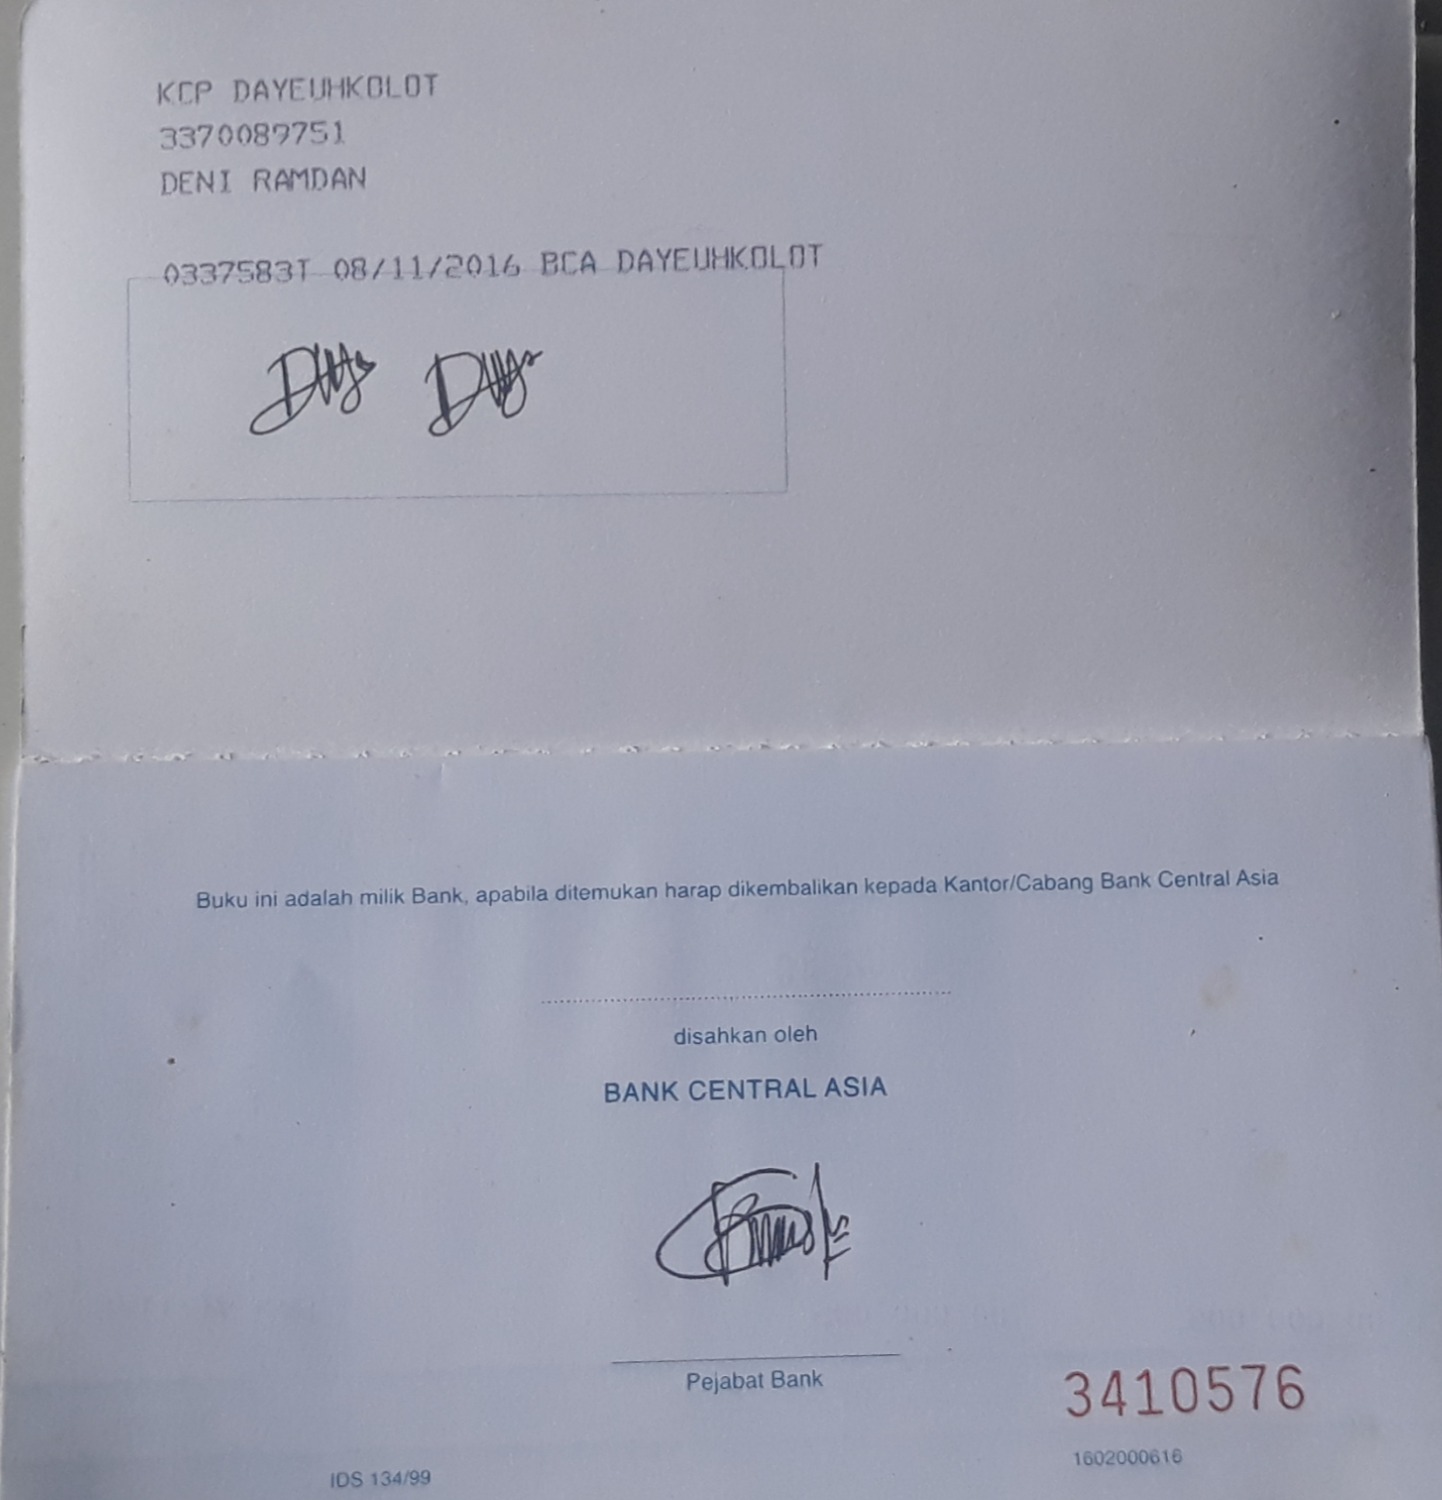 KCP DAYEUHKOLOT
3370089751
DENI RAMDAN
0337583T 08/11/2016 BCA DAYEUHKOLOT
Buku ini adalah milik Bank, apabila ditemukan harap dikembalikan kepada Kantor/Cabang Bank Central Asia
disahkan oleh
BANK CENTRAL ASIA
Pejabat Bank
3410576
1602000616
IDS 134/99